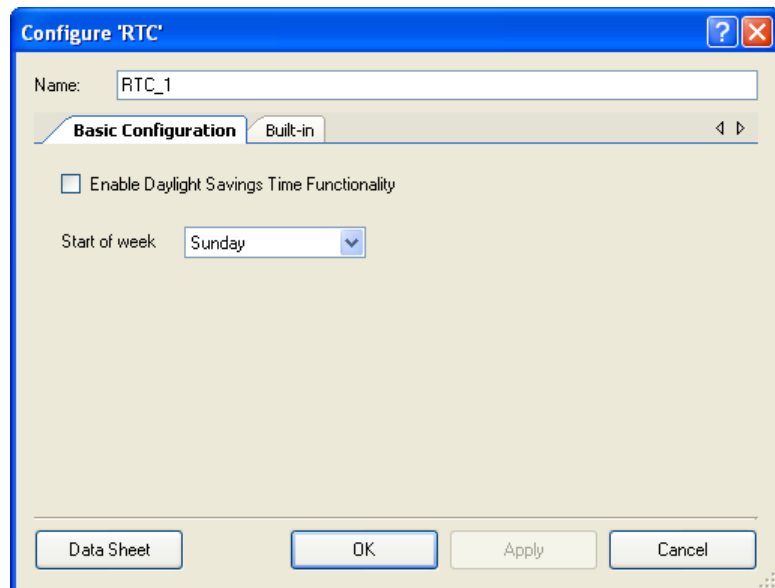 Configure 'RTC'
Name: RTC_1
Basic Configuration Built-in
Enable Daylight Savings Time Functionality
Start of week Sunday
Data Sheet OK Apply Cancel